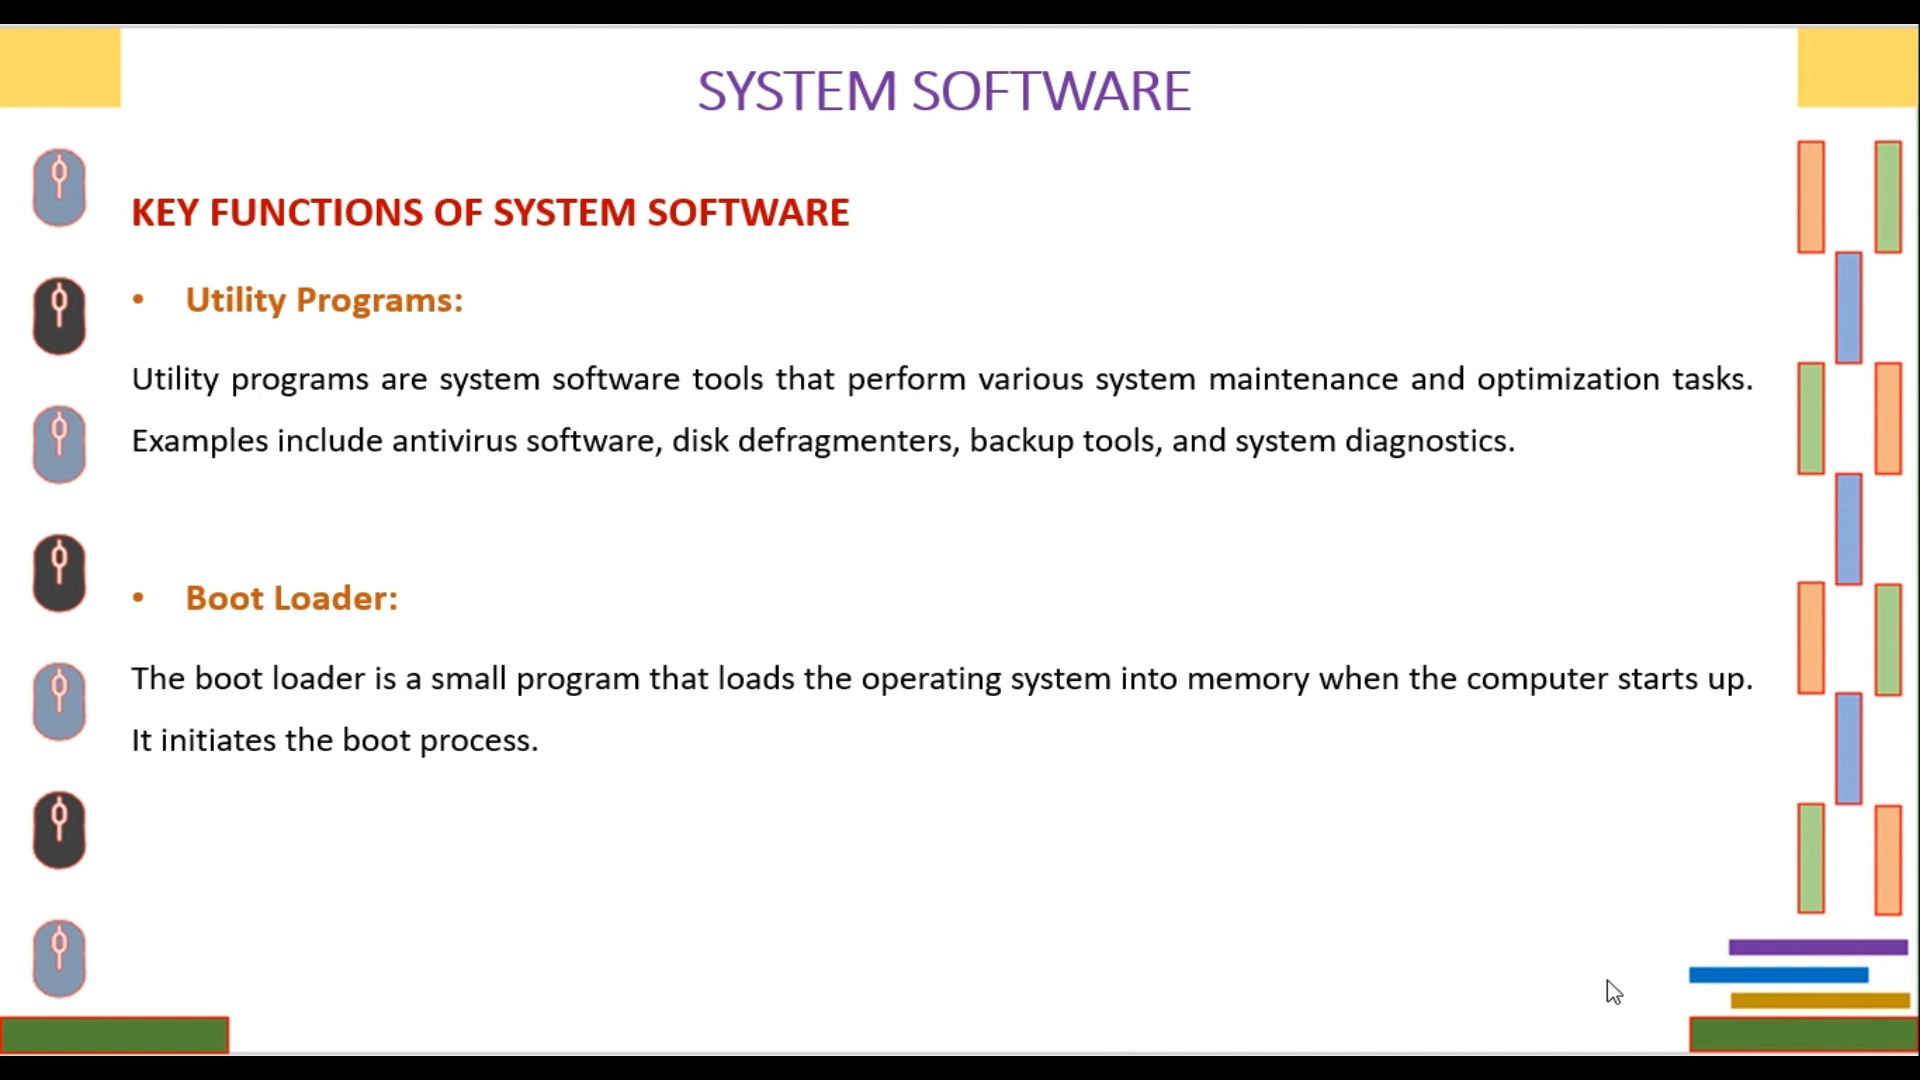 SYSTEM SOFTWARE
KEY FUNCTIONS OF SYSTEM SOFTWARE
• Utility Programs:
Utility programs are system software tools that perform various system maintenance and optimization tasks.
Examples include antivirus software, disk defragmenters, backup tools, and system diagnostics.
• Boot Loader:
The boot loader is a small program that loads the operating system into memory when the computer starts up.
It initiates the boot process.